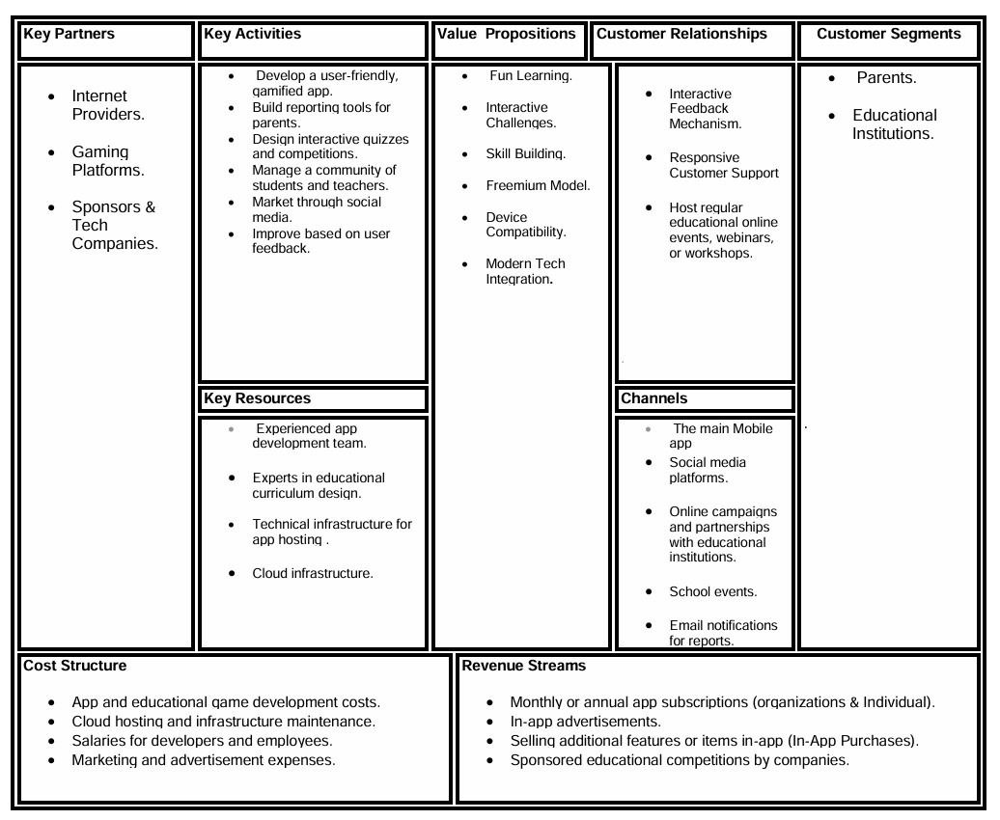 Key Partners
Internet
Providers.
Gaming
Platforms.
Sponsors &
Tech
Companies.
Key Activities
Develop a user-friendly,
gamified app.
Build reporting tools for
parents.
Design interactive quizzes
and competitions.
Manage a community of
students and teachers.
Market through social
media.
Improve based on user
feedback.
Key Resources
Experienced app
development team.
Experts in educational
curriculum design.
Technical infrastructure for
app hosting .
Cloud infrastructure.
Value Propositions
Fun Learning.
Interactive
Challenges.
Skill Building.
Freemium Model.
Device
Compatibility.
Modern Tech
Integration.
Customer Relationships
Interactive
Feedback
Mechanism.
Responsive
Customer Support
Host regular
educational online
events, webinars,
or workshops.
Channels
The main Mobile
app
Social media
platforms.
Online campaigns
and partnerships
with educational
institutions.
School events.
Email notifications
for reports.
Customer Segments
Parents.
Educational
Institutions.
Cost Structure
App and educational game development costs.
Cloud hosting and infrastructure maintenance.
Salaries for developers and employees.
Marketing and advertisement expenses.
Revenue Streams
Monthly or annual app subscriptions (organizations & Individual).
In-app advertisements.
Selling additional features or items in-app (In-App Purchases).
Sponsored educational competitions by companies.